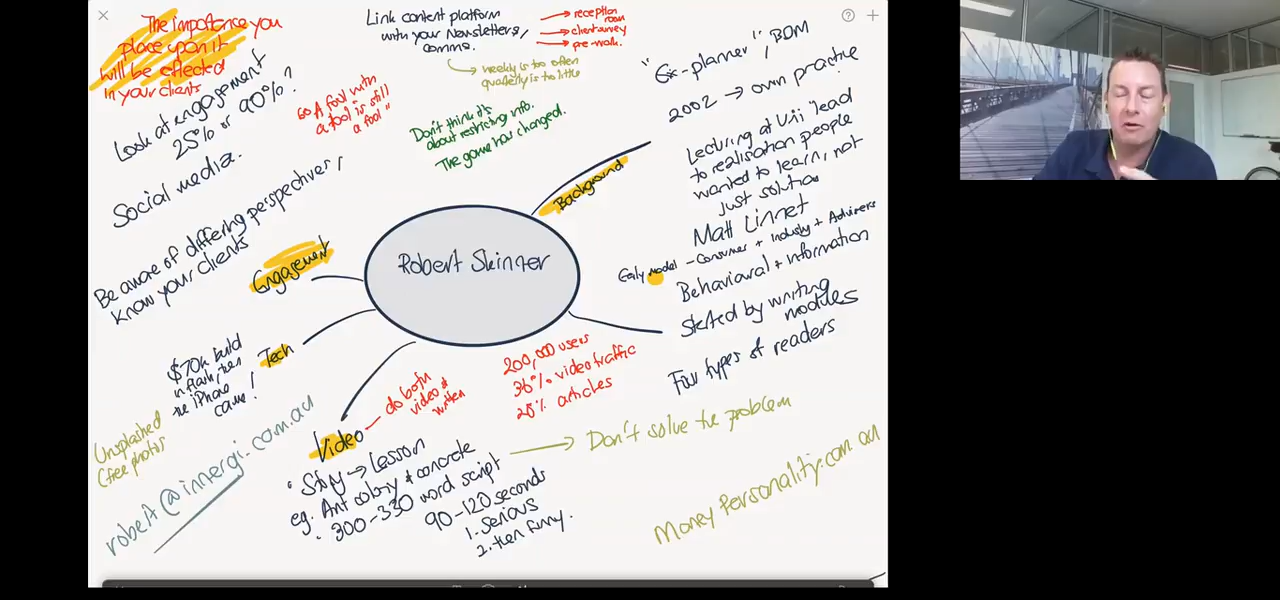 The importance you
place upon it
will be reflected
in your clients
Look at engagement
25% or 90%?
Social media.
Be aware of differing perspectives,
know your clients
Engagement
Tech
$70k build
in flash, then
the iPhone
came!
Unsplashed
(free photos)
robert@innergi.com.au
Link content platform
with your Newsletters/
comms.
reception
room
client survey
pre-work.
weekly is too often
quarterly is too little
"A fool with
a tool is still
a fool"
Don't think it's
about restricting info.
The game has changed.
Robert Skinner
Background
"Ex-planner", BDM
2002 → own practice
Lecturing at Uni lead
to realisation people
wanted to learn, not
just solution
Matt Linnet
Early model - Consumer + Industry + Advisers
Behavioural + information
Started by writing
modules
Four types of readers
200,000 users
36% video traffic
25% articles
Video
do both
video &
written
• Story → Lesson
eg. Ant colony & concrete
• 300-330 word script
90-120 seconds
1. Serious
2. then funny.
Don't solve the problem
MoneyPersonality.com.au